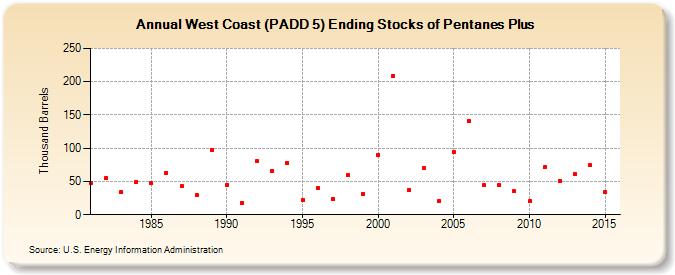 Annual West Coast (PADD 5) Ending Stocks of Pentanes Plus
Thousand Barrels
250
200
150
100
50
0
1985 1990 1995 2000 2005 2010 2015
Source: U.S. Energy Information Administration